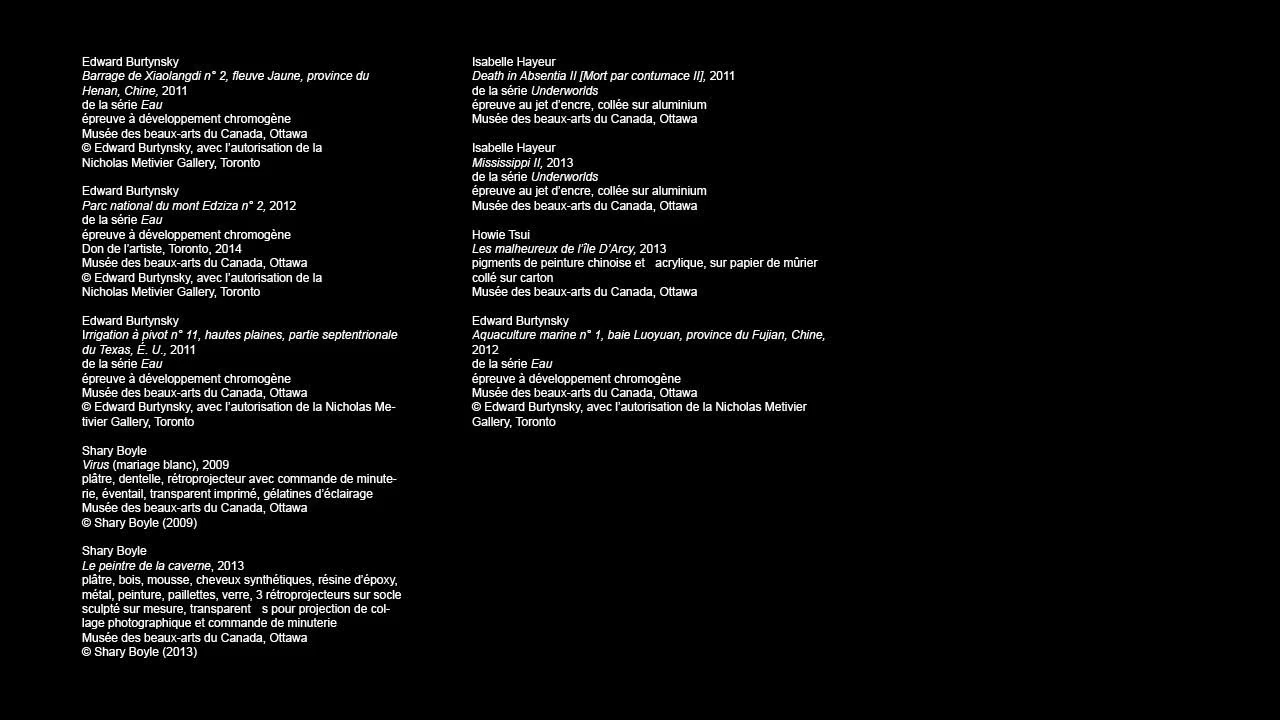 Edward Burtynsky
Barrage de Xiaolangdi n° 2, fleuve Jaune, province du
Henan, Chine, 2011
de la série Eau
épreuve à développement chromogène
Musée des beaux-arts du Canada, Ottawa
© Edward Burtynsky, avec l'autorisation de la
Nicholas Metivier Gallery, Toronto

Edward Burtynsky
Parc national du mont Edziza n° 2, 2012
de la série Eau
épreuve à développement chromogène
Don de l'artiste, Toronto, 2014
Musée des beaux-arts du Canada, Ottawa
© Edward Burtynsky, avec l'autorisation de la
Nicholas Metivier Gallery, Toronto

Edward Burtynsky
Irrigation à pivot n° 11, hautes plaines, partie septentrionale
du Texas, É. U., 2011
de la série Eau
épreuve à développement chromogène
Musée des beaux-arts du Canada, Ottawa
© Edward Burtynsky, avec l'autorisation de la Nicholas Me-
tivier Gallery, Toronto

Shary Boyle
Virus (mariage blanc), 2009
plâtre, dentelle, rétroprojecteur avec commande de minute-
rie, éventail, transparent imprimé, gélatines d'éclairage
Musée des beaux-arts du Canada, Ottawa
© Shary Boyle (2009)

Shary Boyle
Le peintre de la caverne, 2013
plâtre, bois, mousse, cheveux synthétiques, résine d'époxy,
métal, peinture, paillettes, verre, 3 rétroprojecteurs sur socle
sculpté sur mesure, transparent s pour projection de col-
lage photographique et commande de minuterie
Musée des beaux-arts du Canada, Ottawa
© Shary Boyle (2013)

Isabelle Hayeur
Death in Absentia II [Mort par contumace II], 2011
de la série Underworlds
épreuve au jet d'encre, collée sur aluminium
Musée des beaux-arts du Canada, Ottawa

Isabelle Hayeur
Mississippi II, 2013
de la série Underworlds
épreuve au jet d'encre, collée sur aluminium
Musée des beaux-arts du Canada, Ottawa

Howie Tsui
Les malheureux de l'île D'Arcy, 2013
pigments de peinture chinoise et acrylique, sur papier de mûrier
collé sur carton
Musée des beaux-arts du Canada, Ottawa

Edward Burtynsky
Aquaculture marine n° 1, baie Luoyuan, province du Fujian, Chine,
2012
de la série Eau
épreuve à développement chromogène
Musée des beaux-arts du Canada, Ottawa
© Edward Burtynsky, avec l'autorisation de la Nicholas Metivier
Gallery, Toronto